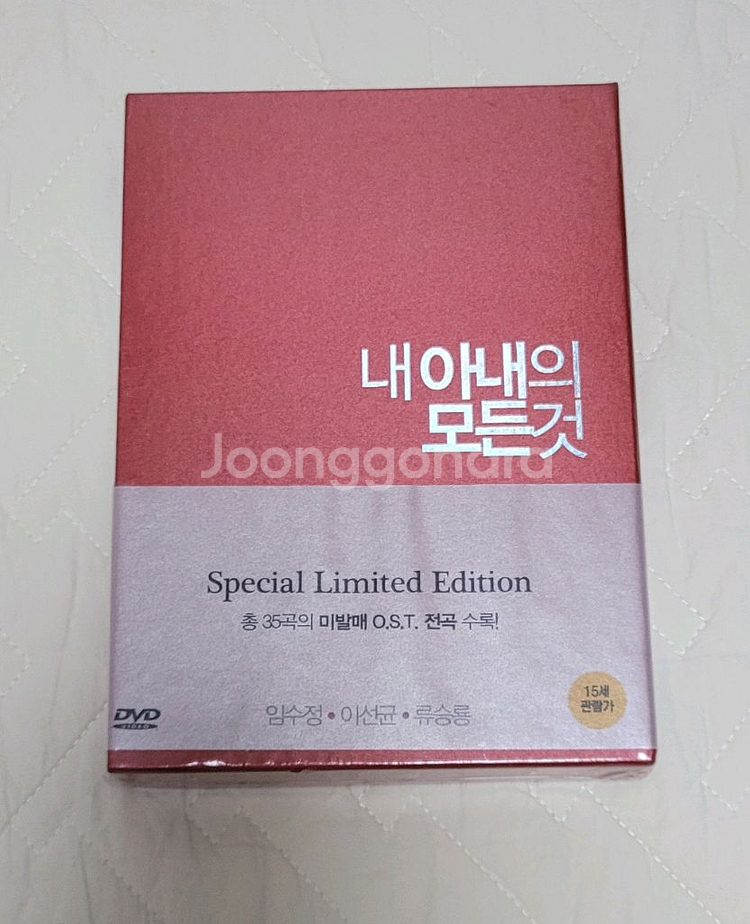 내 아내의
모든 것
Joonggonara
Special Limited Edition
총 35곡의 미발매 O.S.T. 전곡 수록!
15세
관람가
DVD
VIDEO
임수정 • 이선균 • 류승룡